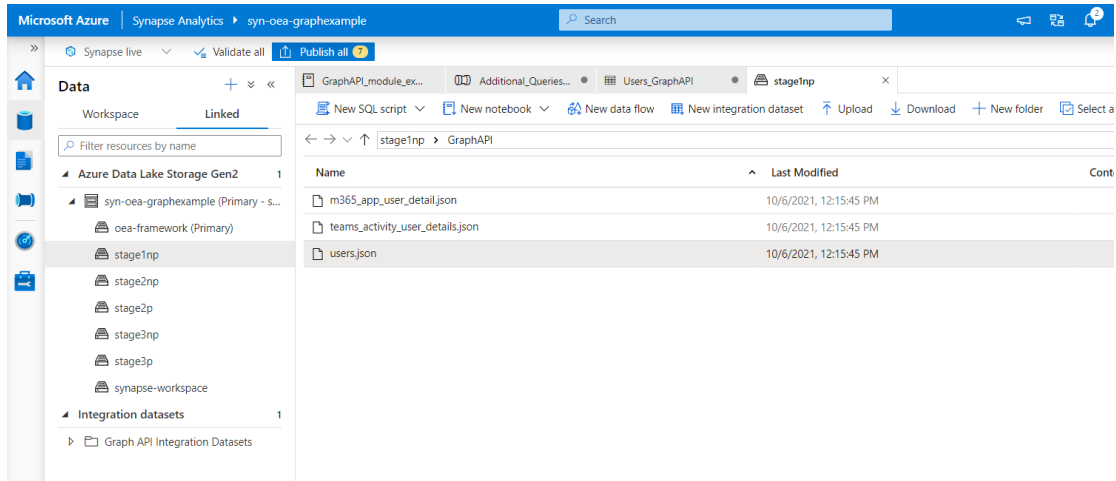 Microsoft Azure Synapse Analytics syn-oea-graphexample Search 2
Synapse live Validate all Publish all 7
Data
Workspace Linked
Filter resources by name
Azure Data Lake Storage Gen2 1
syn-oea-graphexample (Primary - s...
oea-framework (Primary)
stage1np
stage2np
stage2p
stage3np
stage3p
synapse-workspace
Integration datasets 1
Graph API Integration Datasets
GraphAPI_module_ex... Additional_Queries... Users_GraphAPI stage1np
New SQL script New notebook New data flow New integration dataset Upload Download New folder Select a
stage1np GraphAPI
Name Last Modified Cont
m365_app_user_detail.json 10/6/2021, 12:15:45 PM
teams_activity_user_details.json 10/6/2021, 12:15:45 PM
users.json 10/6/2021, 12:15:45 PM